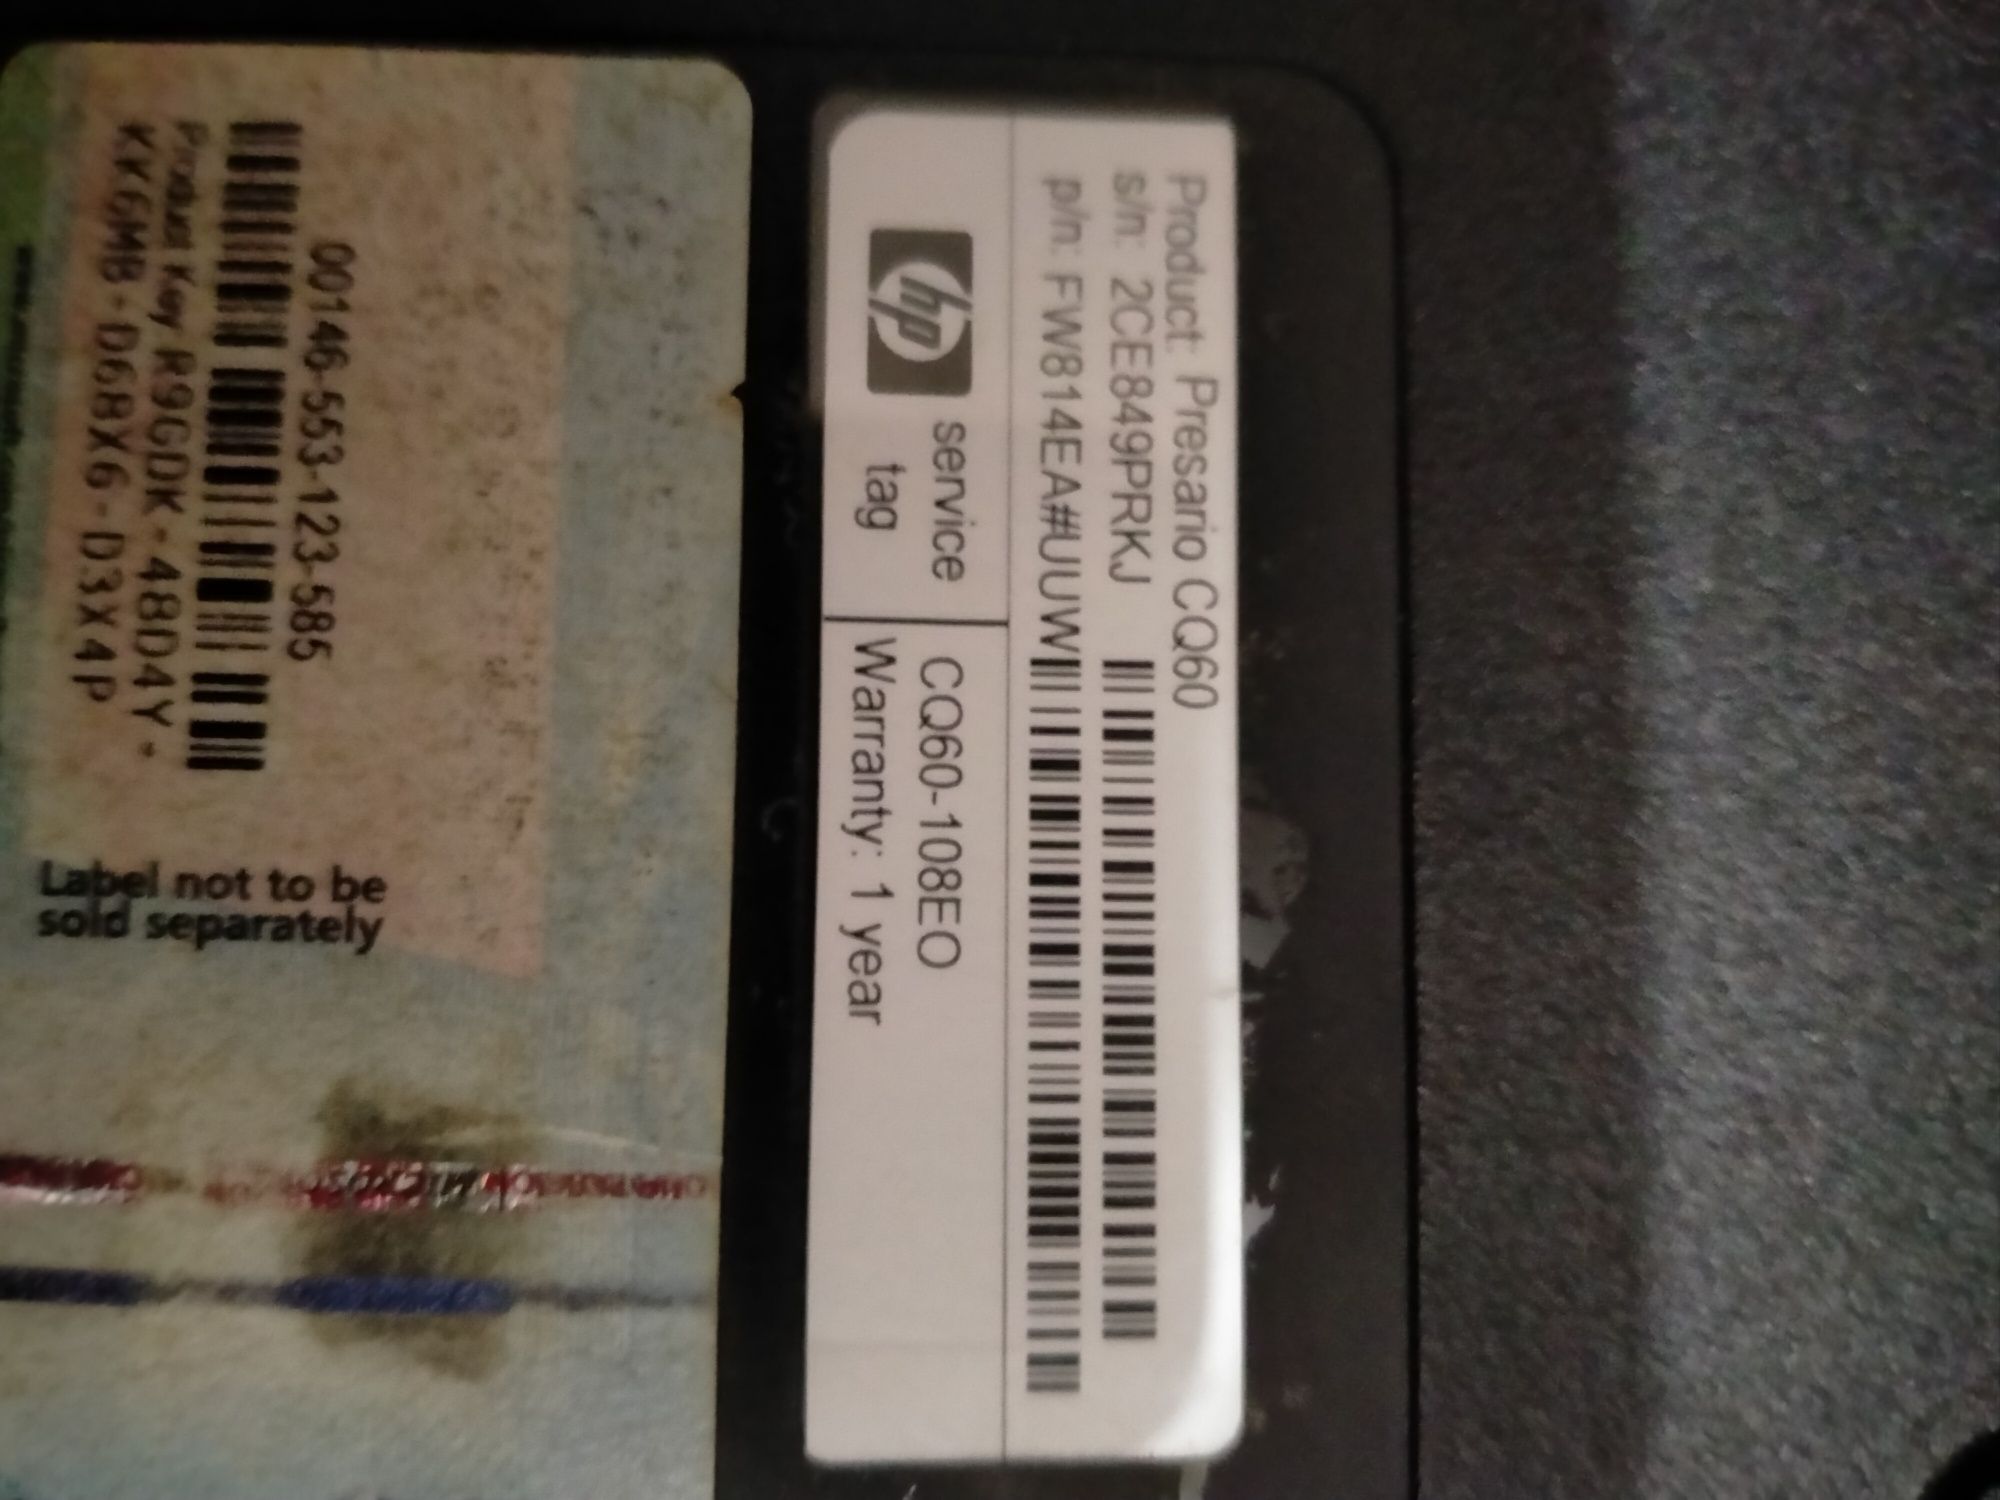 Product: Presario CQ60
s/n: 2CE849PRKJ
p/n: FW814EA#UUW
hp
service
tag
CQ60-108EO
Warranty: 1 year
00146-553-123-585
Product Key R9GDK-48D4Y-
KK6MB-D68X6-D3X4P
Label not to be
sold separately